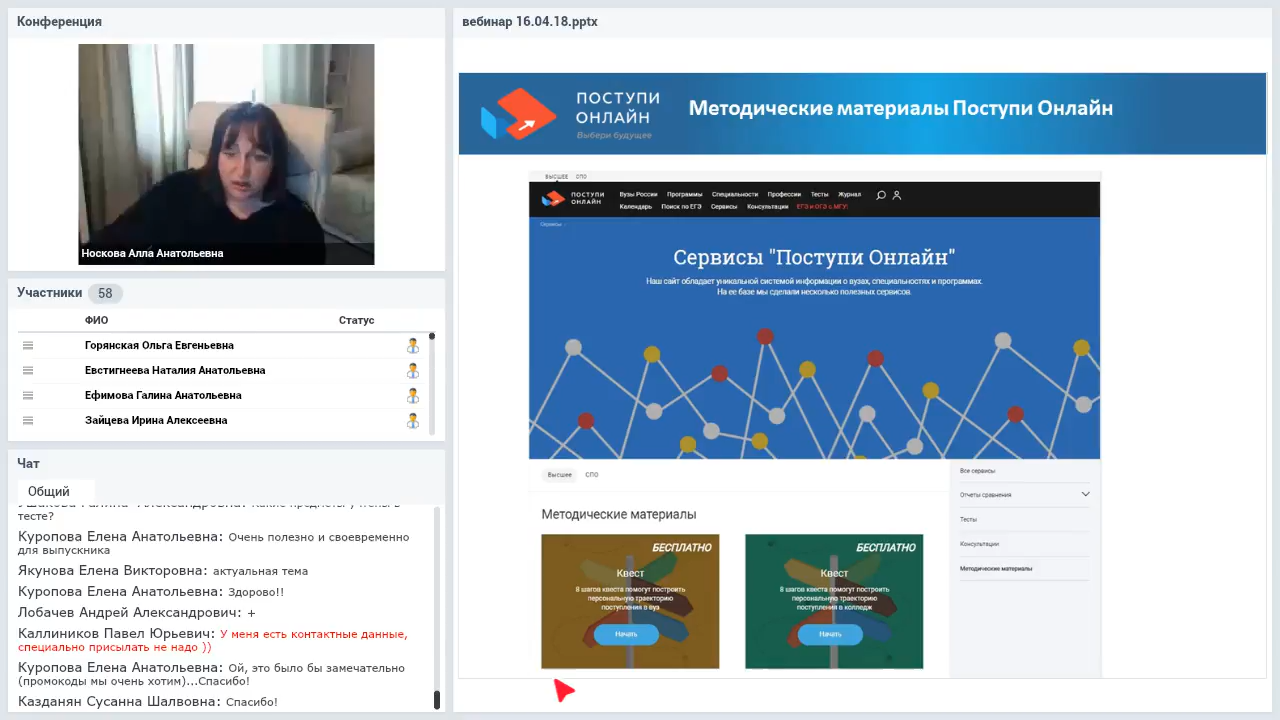 Конференция
Носкова Алла Анатольевна
Участники 58
ФИО Статус
Горянская Ольга Евгеньевна
Евстигнеева Наталия Анатольевна
Ефимова Галина Анатольевна
Зайцева Ирина Алексеевна
Чат
Общий
тесте?
Куропова Елена Анатольевна: Очень полезно и своевременно
для выпускника
Якунова Елена Викторовна: актуальная тема
Куропова Елена Анатольевна: Здорово!!
Лобачев Андрей Александрович: +
Каллиников Павел Юрьевич: У меня есть контактные данные,
специально присылать не надо ))
Куропова Елена Анатольевна: Ой, это было бы замечательно
(промокоды мы очень хотим)...Спасибо!
Казданян Сусанна Шалвовна: Спасибо!
вебинар 16.04.18.pptx
ПОСТУПИ
ОНЛАЙН
Выбери будущее
Методические материалы Поступи Онлайн
ВЫСШЕЕ СПО
ПОСТУПИ
ОНЛАЙН
Вузы России Программы Специальности Профессии Тесты Журнал
Календарь Поиск по ЕГЭ Сервисы Консультации ЕГЭ и ОГЭ с МГУ!
Сервисы /
Сервисы "Поступи Онлайн"
Наш сайт обладает уникальной системой информации о вузах, специальностях и программах.
На ее базе мы сделали несколько полезных сервисов.
Высшее СПО
Методические материалы
БЕСПЛАТНО
Квест
8 шагов квеста помогут построить
персональную траекторию
поступления в вуз
Начать
БЕСПЛАТНО
Квест
8 шагов квеста помогут построить
персональную траекторию
поступления в колледж
Начать
Все сервисы
Отчеты сравнения
Тесты
Консультации
Методические материалы